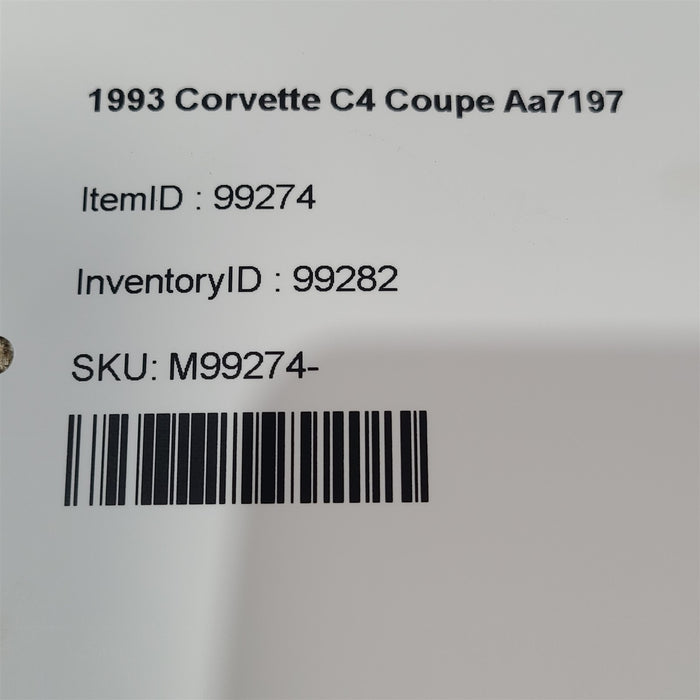 1993 Corvette C4 Coupe Aa7197
ItemID : 99274
InventoryID : 99282
SKU: M99274-